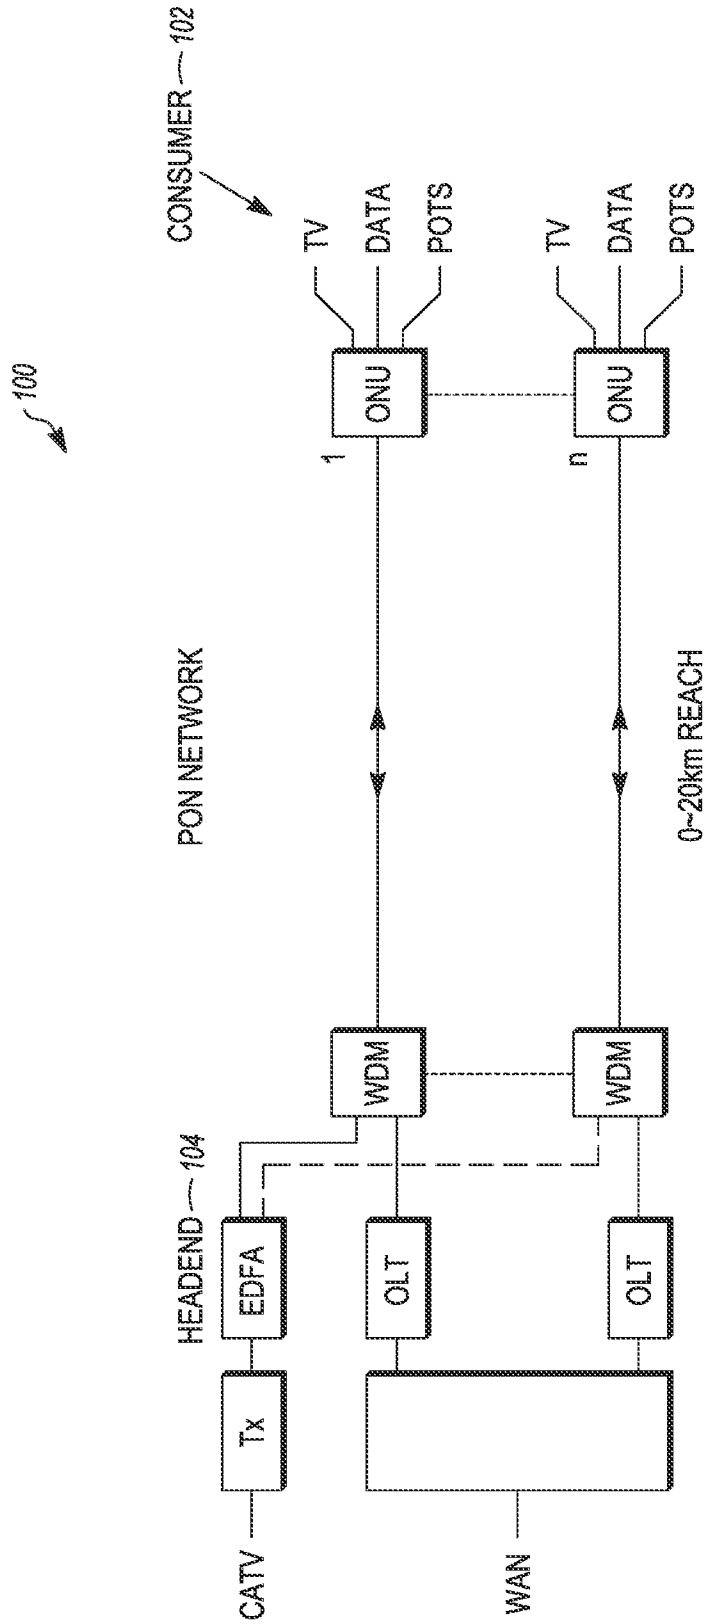 100
CONSUMER 102
HEADEND 104
PON NETWORK
TV
DATA
POTS
CATV
Tx
EDFA
OLT
WDM
1
ONU
TV
DATA
POTS
WAN
OLT
WDM
n
ONU
0~20km REACH